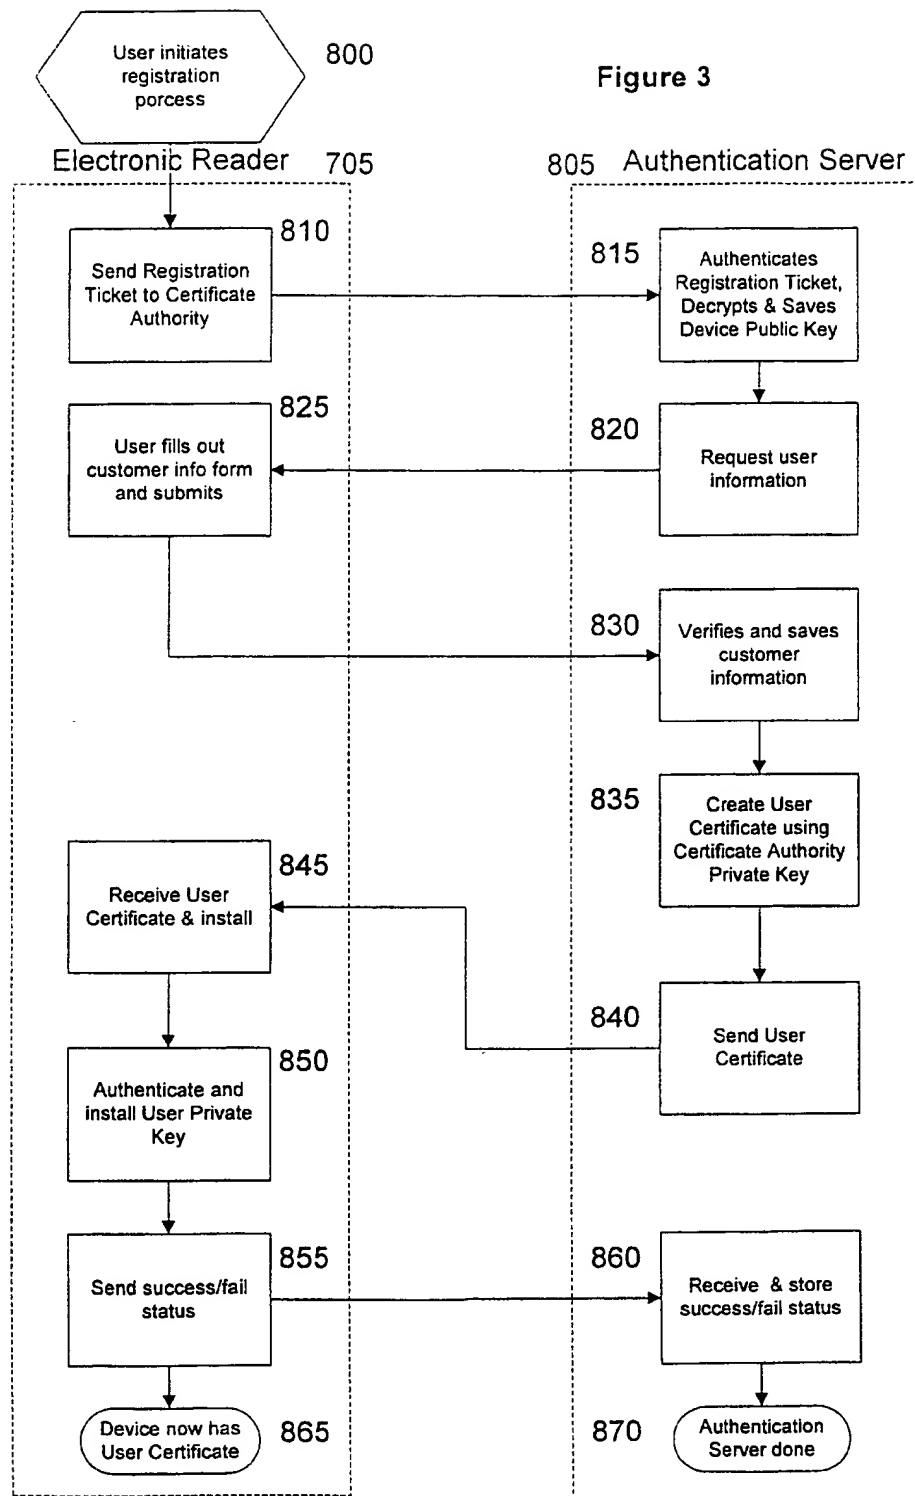 User initiates
registration
porcess
800
Figure 3
Electronic Reader
705
805
Authentication Server
810
Send Registration
Ticket to Certificate
Authority
815
Authenticates
Registration Ticket,
Decrypts & Saves
Device Public Key
825
User fills out
customer info form
and submits
820
Request user
information
830
Verifies and saves
customer
information
835
Create User
Certificate using
Certificate Authority
Private Key
845
Receive User
Certificate & install
840
Send User
Certificate
850
Authenticate and
install User Private
Key
855
Send success/fail
status
860
Receive & store
success/fail status
Device now has
User Certificate
865
870
Authentication
Server done